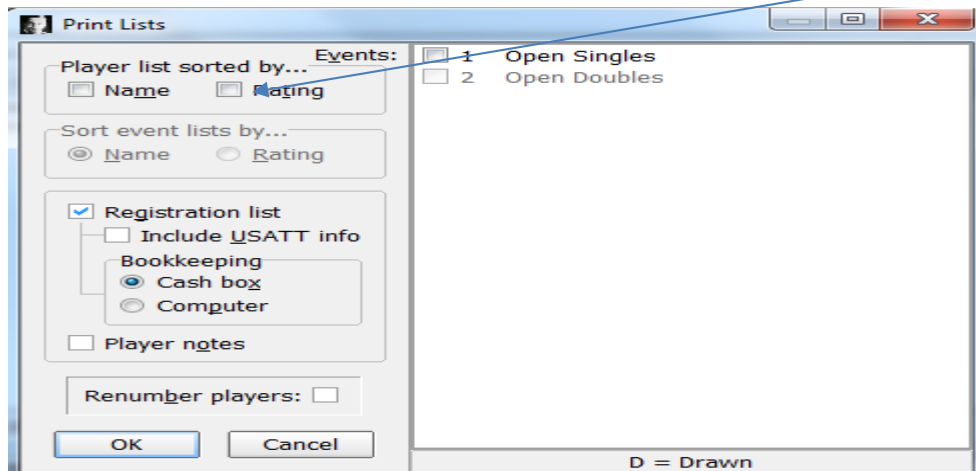 Print Lists
Player list sorted by...
Name Rating
Sort event lists by...
Name Rating
Registration list
Include USATT info
Bookkeeping
Cash box
Computer
Player notes
Renumber players:
OK Cancel
Events:
1 Open Singles
2 Open Doubles
D = Drawn